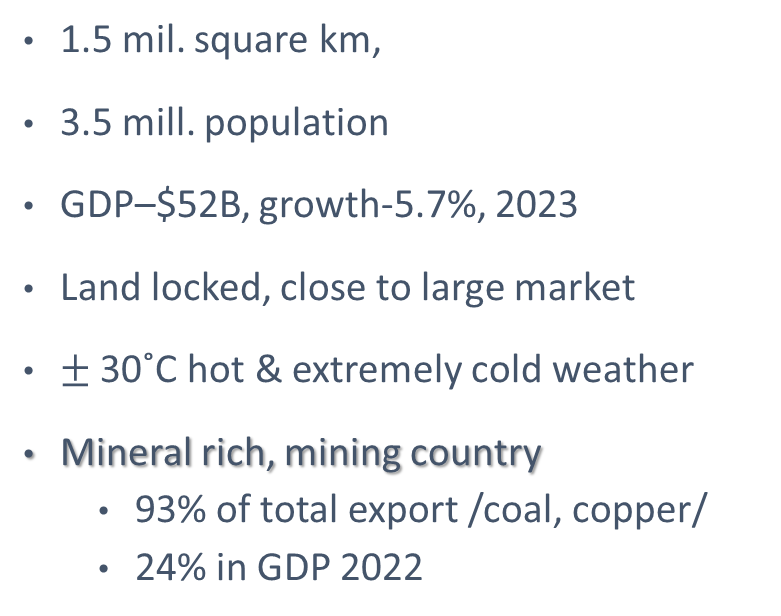 • 1.5 mil. square km,
• 3.5 mill. population
• GDP–$52B, growth-5.7%, 2023
• Land locked, close to large market
• ± 30˚C hot & extremely cold weather
• Mineral rich, mining country
• 93% of total export /coal, copper/
• 24% in GDP 2022